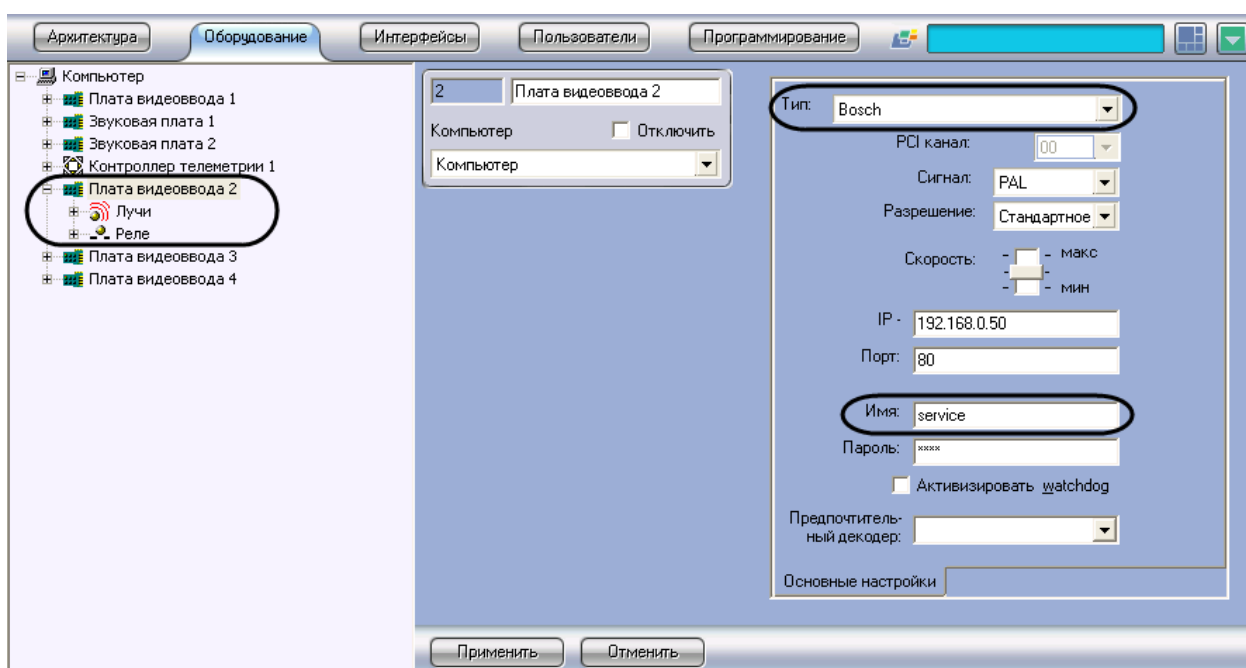 Архитектура Оборудование Интерфейсы Пользователи Программирование
Компьютер
Плата видеоввода 1
Звуковая плата 1
Звуковая плата 2
Контроллер телеметрии 1
Плата видеоввода 2
Лучи
Реле
Плата видеоввода 3
Плата видеоввода 4
2 Плата видеоввода 2
Компьютер Отключить
Компьютер
Тип: Bosch
PCI канал: 00
Сигнал: PAL
Разрешение: Стандартное
Скорость: - - макс
- -
- - мин
IP - 192.168.0.50
Порт: 80
Имя: service
Пароль: ××××
Активизировать watchdog
Предпочтитель-
ный декодер:
Основные настройки
Применить Отменить